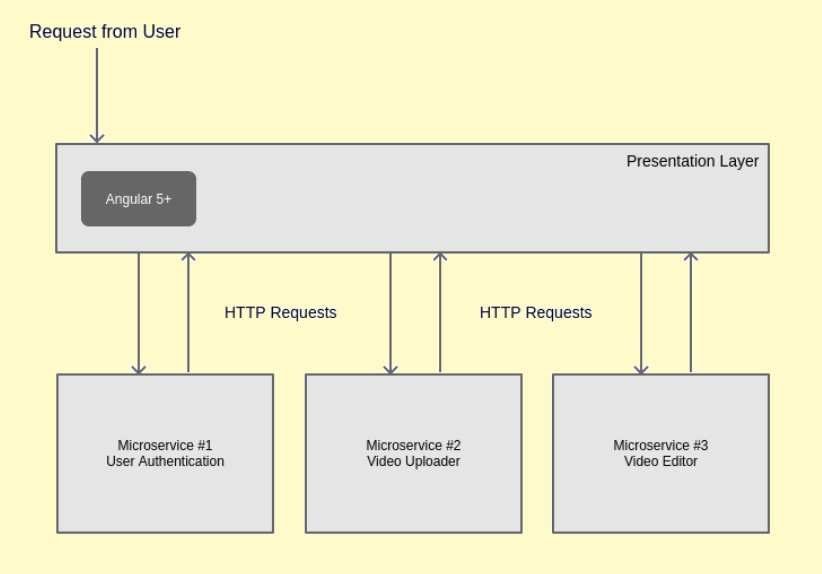 Request from User
Presentation Layer
Angular 5+
HTTP Requests
HTTP Requests
Microservice #1
User Authentication
Microservice #2
Video Uploader
Microservice #3
Video Editor